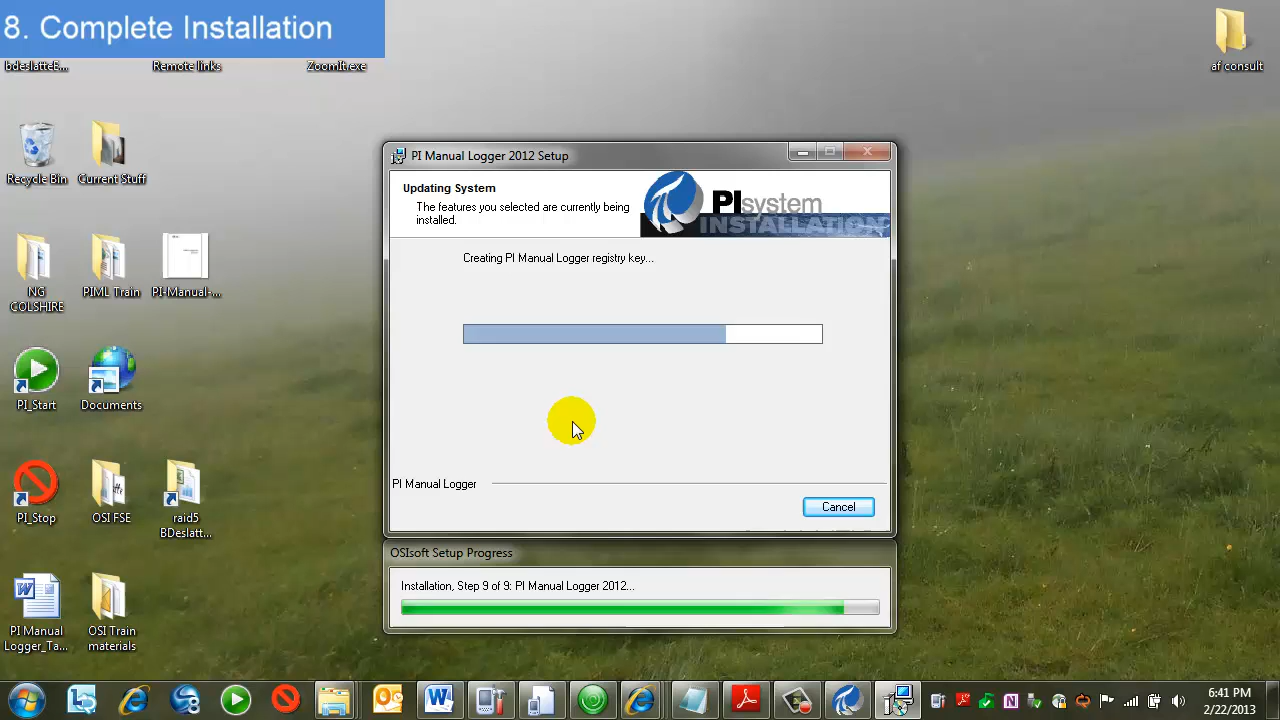 8. Complete Installation
bdeslatteE...
Remote links
ZoomIt.exe
af consult
Recycle Bin
Current Stuff
NG
COLSHIRE
PIML Train
PI-Manual-...
PI_Start
Documents
PI_Stop
OSI FSE
raid5
BDeslatt...
PI Manual
Logger_Ta...
OSI Train
materials
PI Manual Logger 2012 Setup
Updating System
The features you selected are currently being
installed.
PIsystem
INSTALLATION
Creating PI Manual Logger registry key...
PI Manual Logger
Cancel
OSIsoft Setup Progress
Installation, Step 9 of 9: PI Manual Logger 2012...
6:41 PM
2/22/2013